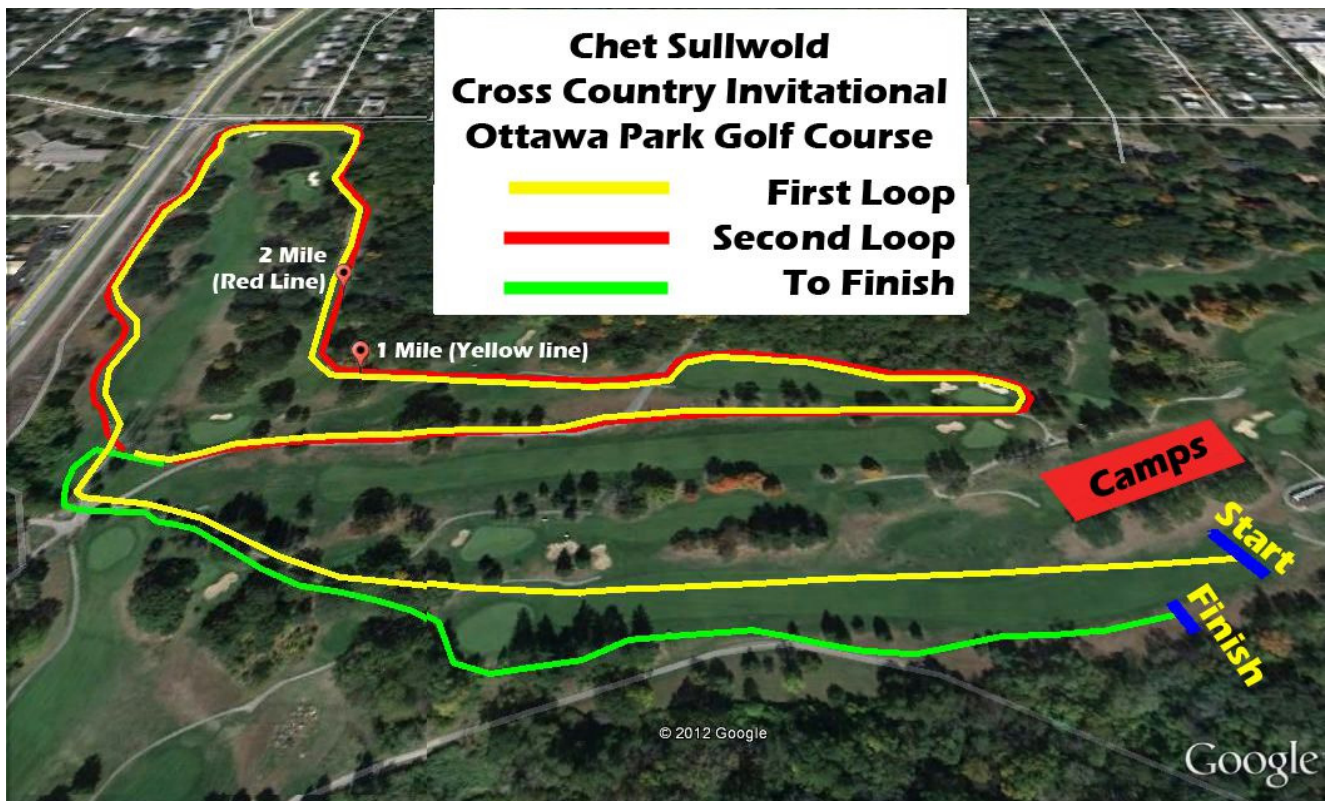 Chet Sullwold
Cross Country Invitational
Ottawa Park Golf Course
First Loop
Second Loop
To Finish
2 Mile
(Red Line)
1 Mile (Yellow line)
Camps
Start
Finish
© 2012 Google
Google